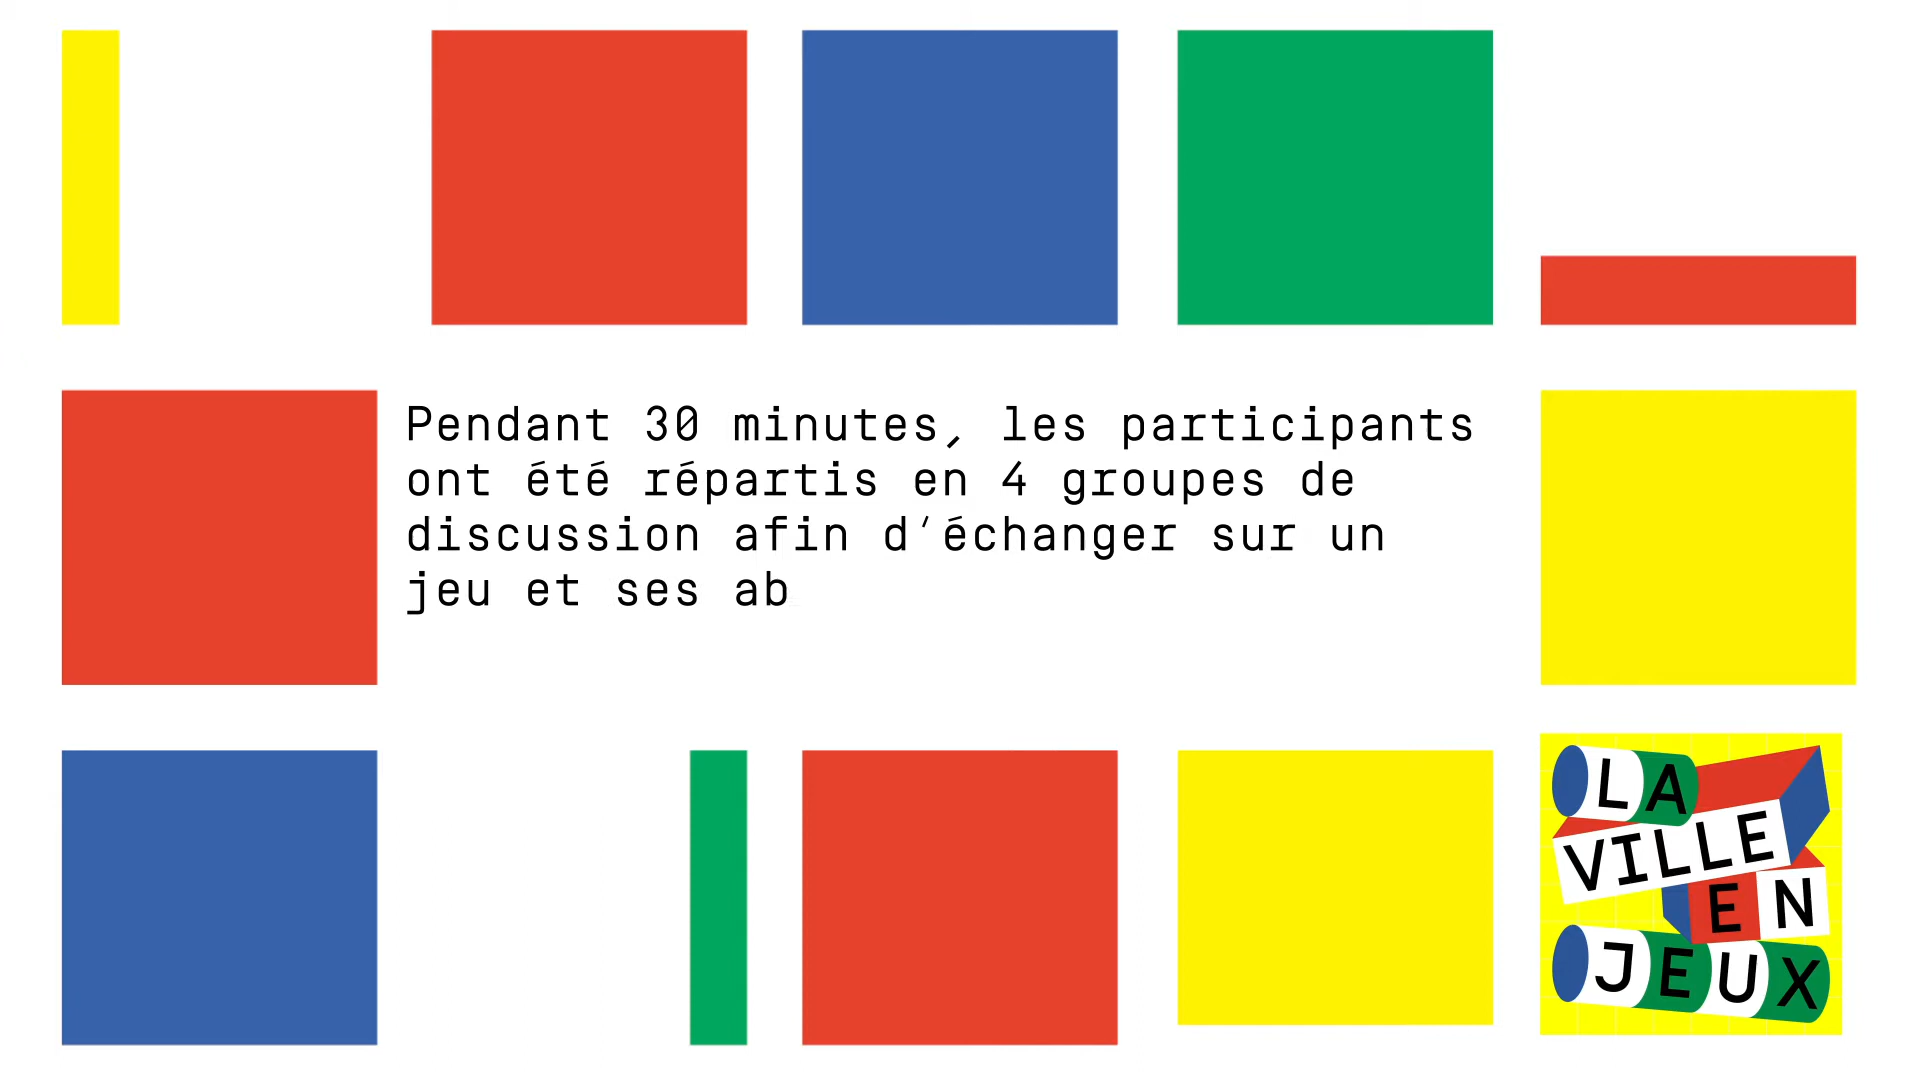 Pendant 30 minutes, les participants
ont été répartis en 4 groupes de
discussion afin d'échanger sur un
jeu et ses ab
LA
VILLE
EN
JEUX